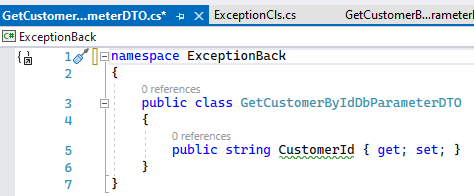 GetCustomer...meterDTO.cs*
ExceptionCls.cs
GetCustomerB...rameterD
C# ExceptionBack
1 namespace ExceptionBack
2 {
0 references
3 public class GetCustomerByIdDbParameterDTO
4 {
0 references
5 public string CustomerId { get; set; }
6 }
7 }